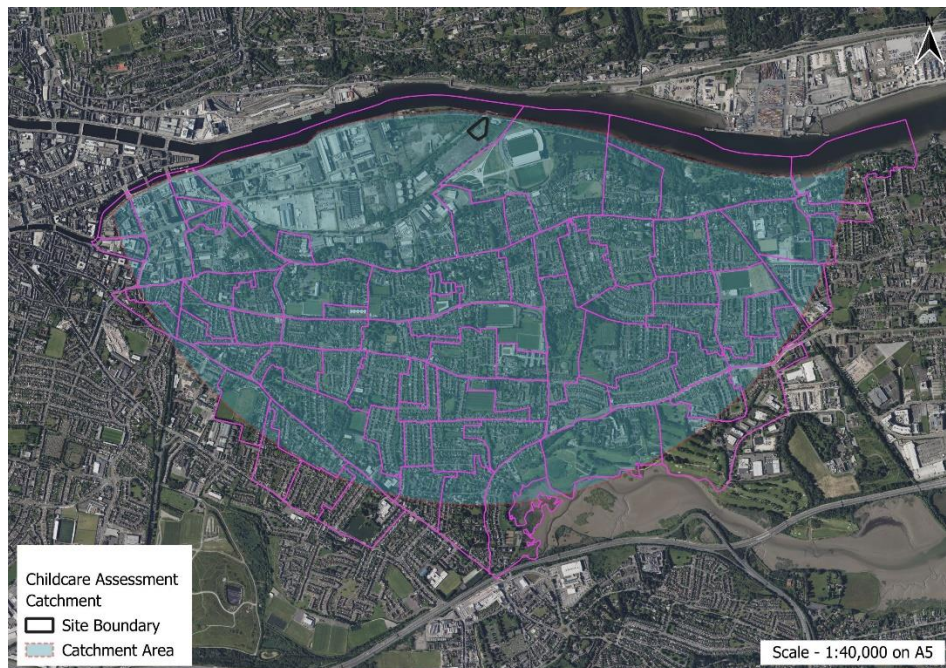 N
Childcare Assessment
Catchment
Site Boundary
Catchment Area
Scale - 1:40,000 on A5